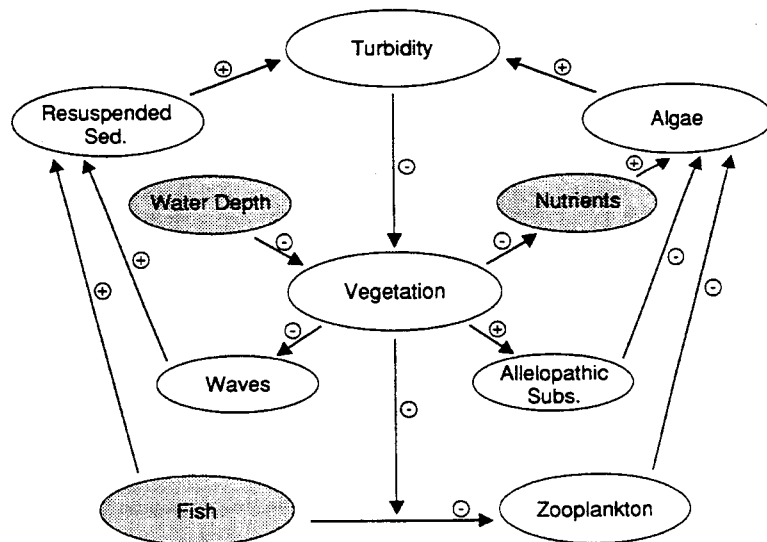 Turbidity
⊕
⊕
Resuspended
Sed.
Algae
⊖
⊕
Water Depth
Nutrients
⊖
⊖
⊕
⊕
Vegetation
⊖
⊖
⊖
⊕
Waves
Allelopathic
Subs.
⊖
Fish
⊖
Zooplankton